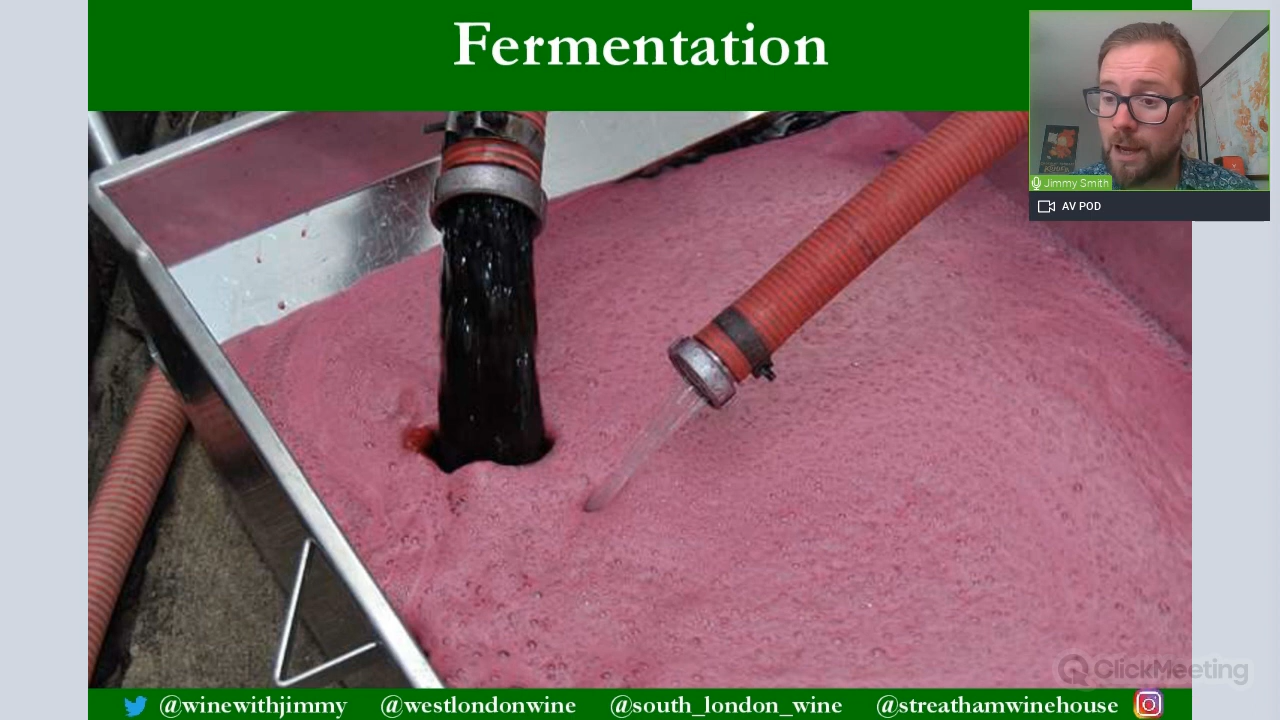 Fermentation
Jimmy Smith
AV POD
ClickMeeting
@winewithjimmy @westlondonwine @south_london_wine @streathamwinehouse